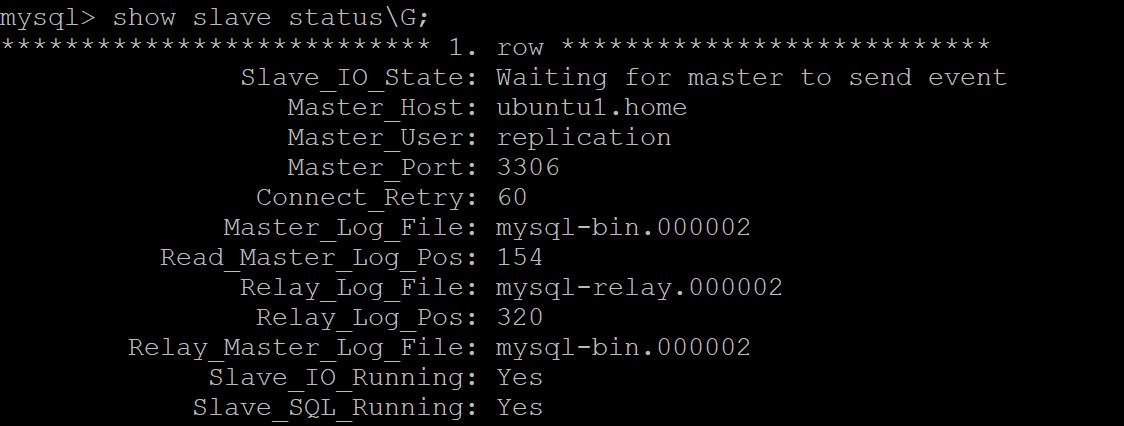 mysql> show slave status\G;
*************************** 1. row ***************************
Slave_IO_State: Waiting for master to send event
Master_Host: ubuntu1.home
Master_User: replication
Master_Port: 3306
Connect_Retry: 60
Master_Log_File: mysql-bin.000002
Read_Master_Log_Pos: 154
Relay_Log_File: mysql-relay.000002
Relay_Log_Pos: 320
Relay_Master_Log_File: mysql-bin.000002
Slave_IO_Running: Yes
Slave_SQL_Running: Yes